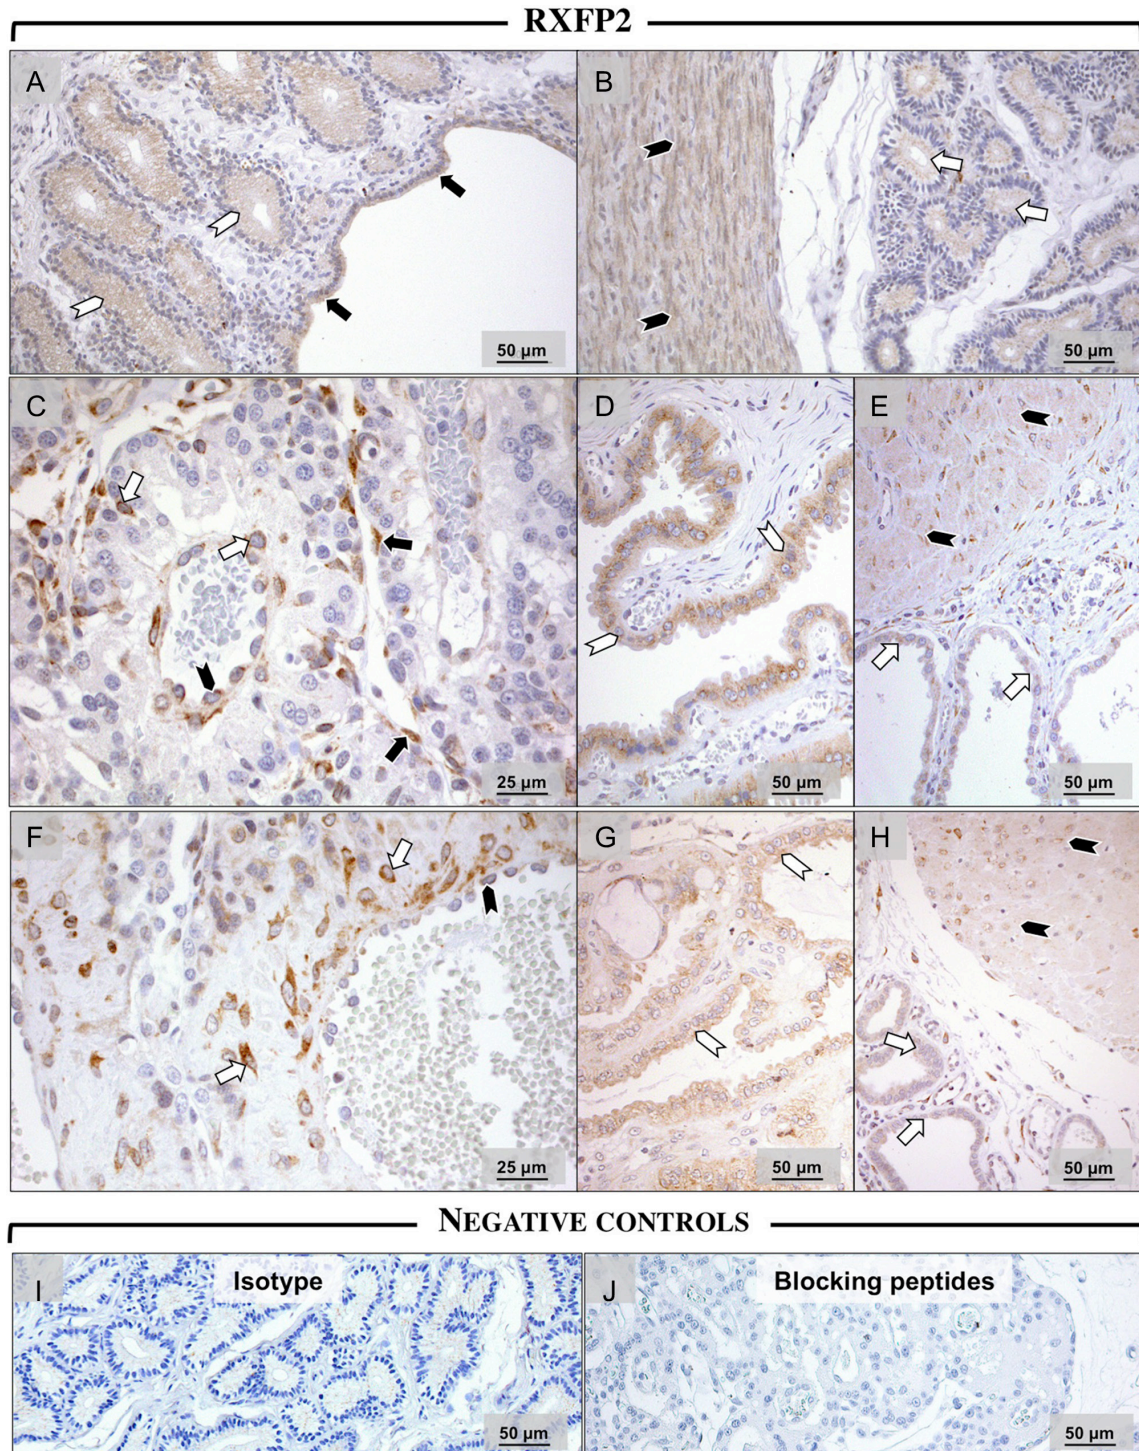 RXFP2
A
B
50 µm
50 µm
C
D
E
25 µm
50 µm
50 µm
F
G
H
25 µm
50 µm
50 µm
NEGATIVE CONTROLS
I
Isotype
J
Blocking peptides
50 µm
50 µm